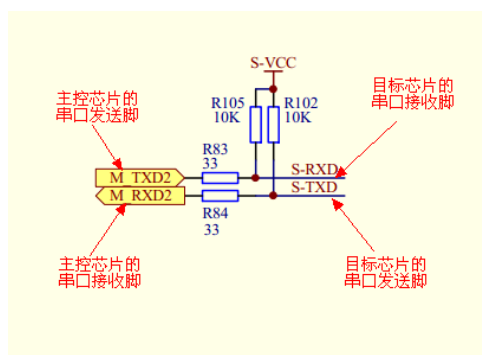 S-VCC
主控芯片的
串口发送脚
目标芯片的
串口接收脚
R105
10K
R102
10K
R83
33
M_TXD2
S-RXD
M_RXD2
S-TXD
R84
33
主控芯片的
串口接收脚
目标芯片的
串口发送脚